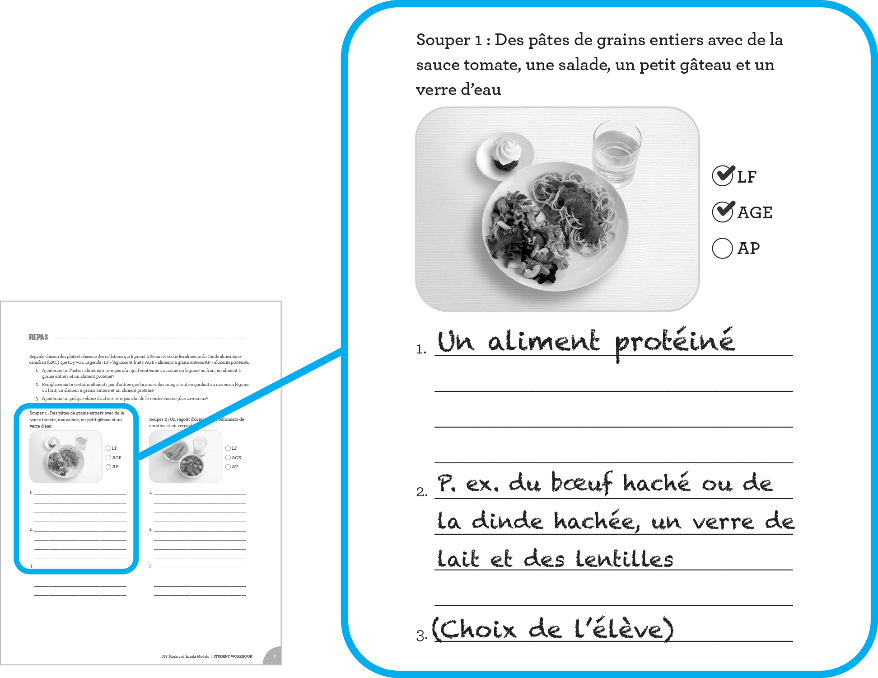 Souper 1 : Des pâtes de grains entiers avec de la
sauce tomate, une salade, un petit gâteau et un
verre d'eau
LF
AGE
AP
1. Un aliment protéiné
2. P. ex. du bœuf haché ou de
la dinde hachée, un verre de
lait et des lentilles
3. (Choix de l'élève)
REPAS
Souper 1 : Des pâtes de grains entiers avec de la
sauce tomate, une salade, un petit gâteau et un
verre d'eau
LF
AGE
AP
1.
2.
3.
LF
AGE
AP
STUDENT WORKBOOK